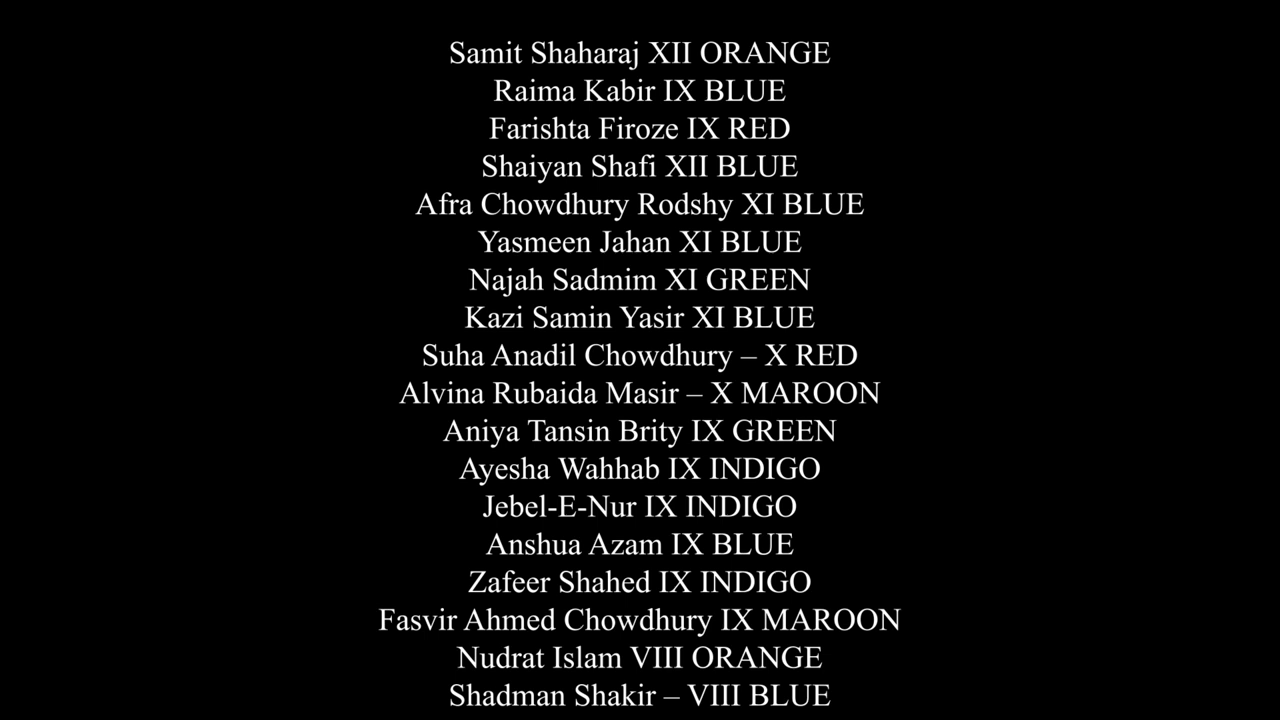 Samit Shaharaj XII ORANGE
Raima Kabir IX BLUE
Farishta Firoze IX RED
Shaiyan Shafi XII BLUE
Afra Chowdhury Rodshy XI BLUE
Yasmeen Jahan XI BLUE
Najah Sadmim XI GREEN
Kazi Samin Yasir XI BLUE
Suha Anadil Chowdhury – X RED
Alvina Rubaida Masir – X MAROON
Aniya Tansin Brity IX GREEN
Ayesha Wahhab IX INDIGO
Jebel-E-Nur IX INDIGO
Anshua Azam IX BLUE
Zafeer Shahed IX INDIGO
Fasvir Ahmed Chowdhury IX MAROON
Nudrat Islam VIII ORANGE
Shadman Shakir – VIII BLUE